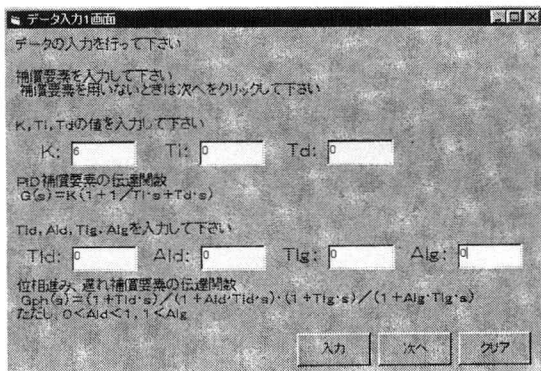 データ入力1画面
データの入力を行って下さい
補償要素を入力して下さい
補償要素を用いないときは次へをクリックして下さい
K,Ti,Tdの値を入力して下さい
K: 6 Ti: 0 Td: 0
PID補償要素の伝達関数
G(s)=K(1+1/Ti・s+Td・s)
Tld,Ald,Tlg,Algを入力して下さい
Tld: 0 Ald: 0 Tlg: 0 Alg: 0
位相進み、遅れ補償要素の伝達関数
Gph(s)=(1+Tld・s)/(1+Ald・Tld・s)・(1+Tlg・s)/(1+Alg・Tlg・s)
ただし、0<Ald<1, 1<Alg
入力 次へ クリア